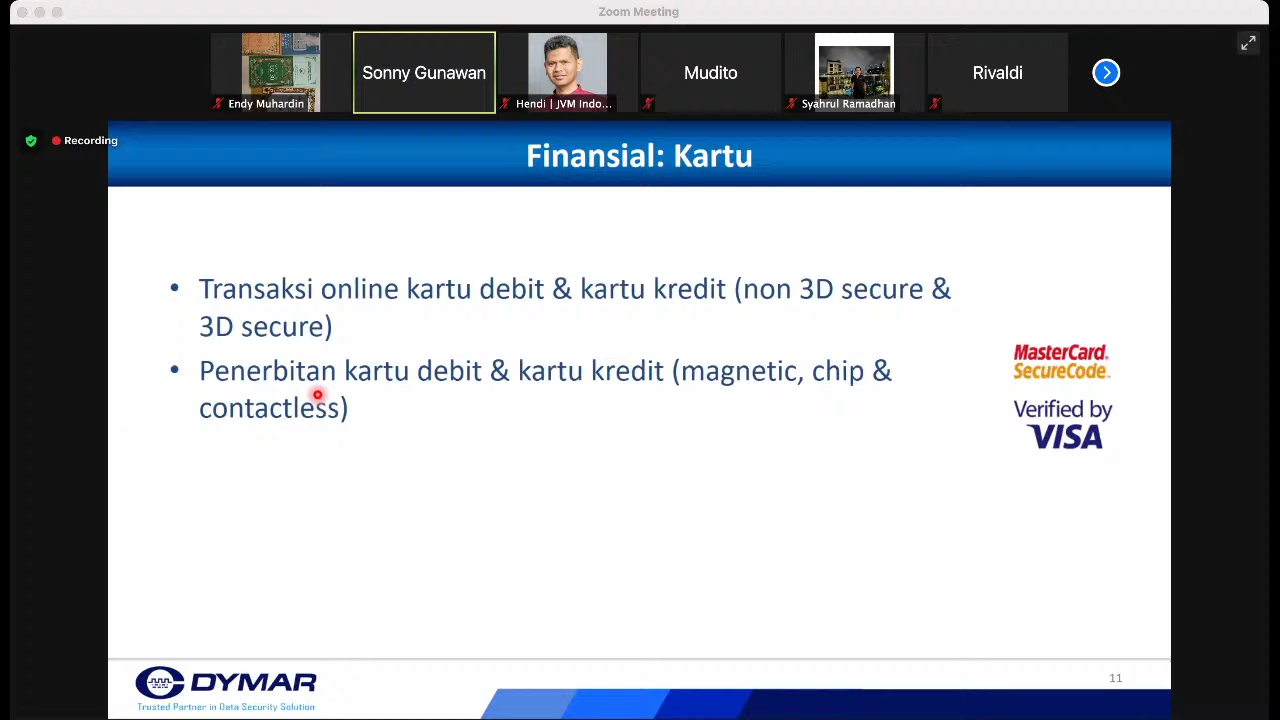 Zoom Meeting
Endy Muhardin
Sonny Gunawan
Hendi | JVM Indo...
Mudito
Syahrul Ramadhan
Rivaldi
Recording
Finansial: Kartu
• Transaksi online kartu debit & kartu kredit (non 3D secure &
3D secure)
• Penerbitan kartu debit & kartu kredit (magnetic, chip &
contactless)
MasterCard.
SecureCode™
Verified by
VISA
DYMAR
Trusted Partner in Data Security Solution
11